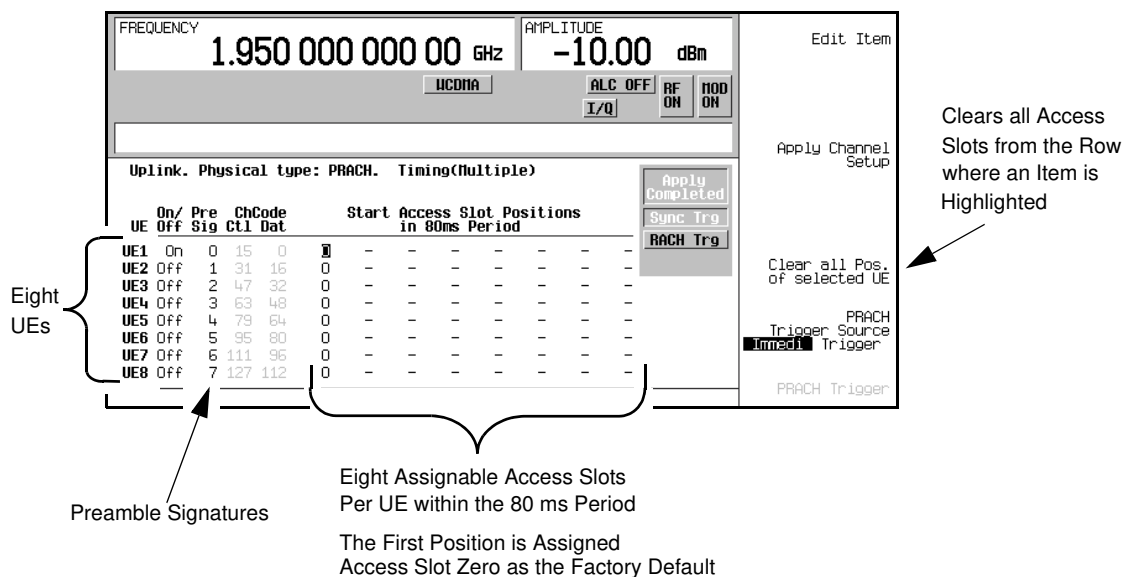 FREQUENCY
1.950 000 000 00 GHz
AMPLITUDE
-10.00 dBm
WCDMA
ALC OFF
I/Q
RF ON
MOD ON
Uplink. Physical type: PRACH. Timing(Multiple)
Apply Completed
Sync Trg
RACH Trg
On/ Pre ChCode Start Access Slot Positions
UE Off Sig Ctl Dat in 80ms Period
UE1 On 0 15 0 0 - - - - - - -
UE2 Off 1 31 16 0 - - - - - - -
UE3 Off 2 47 32 0 - - - - - - -
UE4 Off 3 63 48 0 - - - - - - -
UE5 Off 4 79 64 0 - - - - - - -
UE6 Off 5 95 80 0 - - - - - - -
UE7 Off 6 111 96 0 - - - - - - -
UE8 Off 7 127 112 0 - - - - - - -
Edit Item
Apply Channel
Setup
Clear all Pos.
of selected UE
PRACH
Trigger Source
Immedi Trigger
PRACH Trigger
Clears all Access
Slots from the Row
where an Item is
Highlighted
Eight
UEs
Preamble Signatures
Eight Assignable Access Slots
Per UE within the 80 ms Period
The First Position is Assigned
Access Slot Zero as the Factory Default